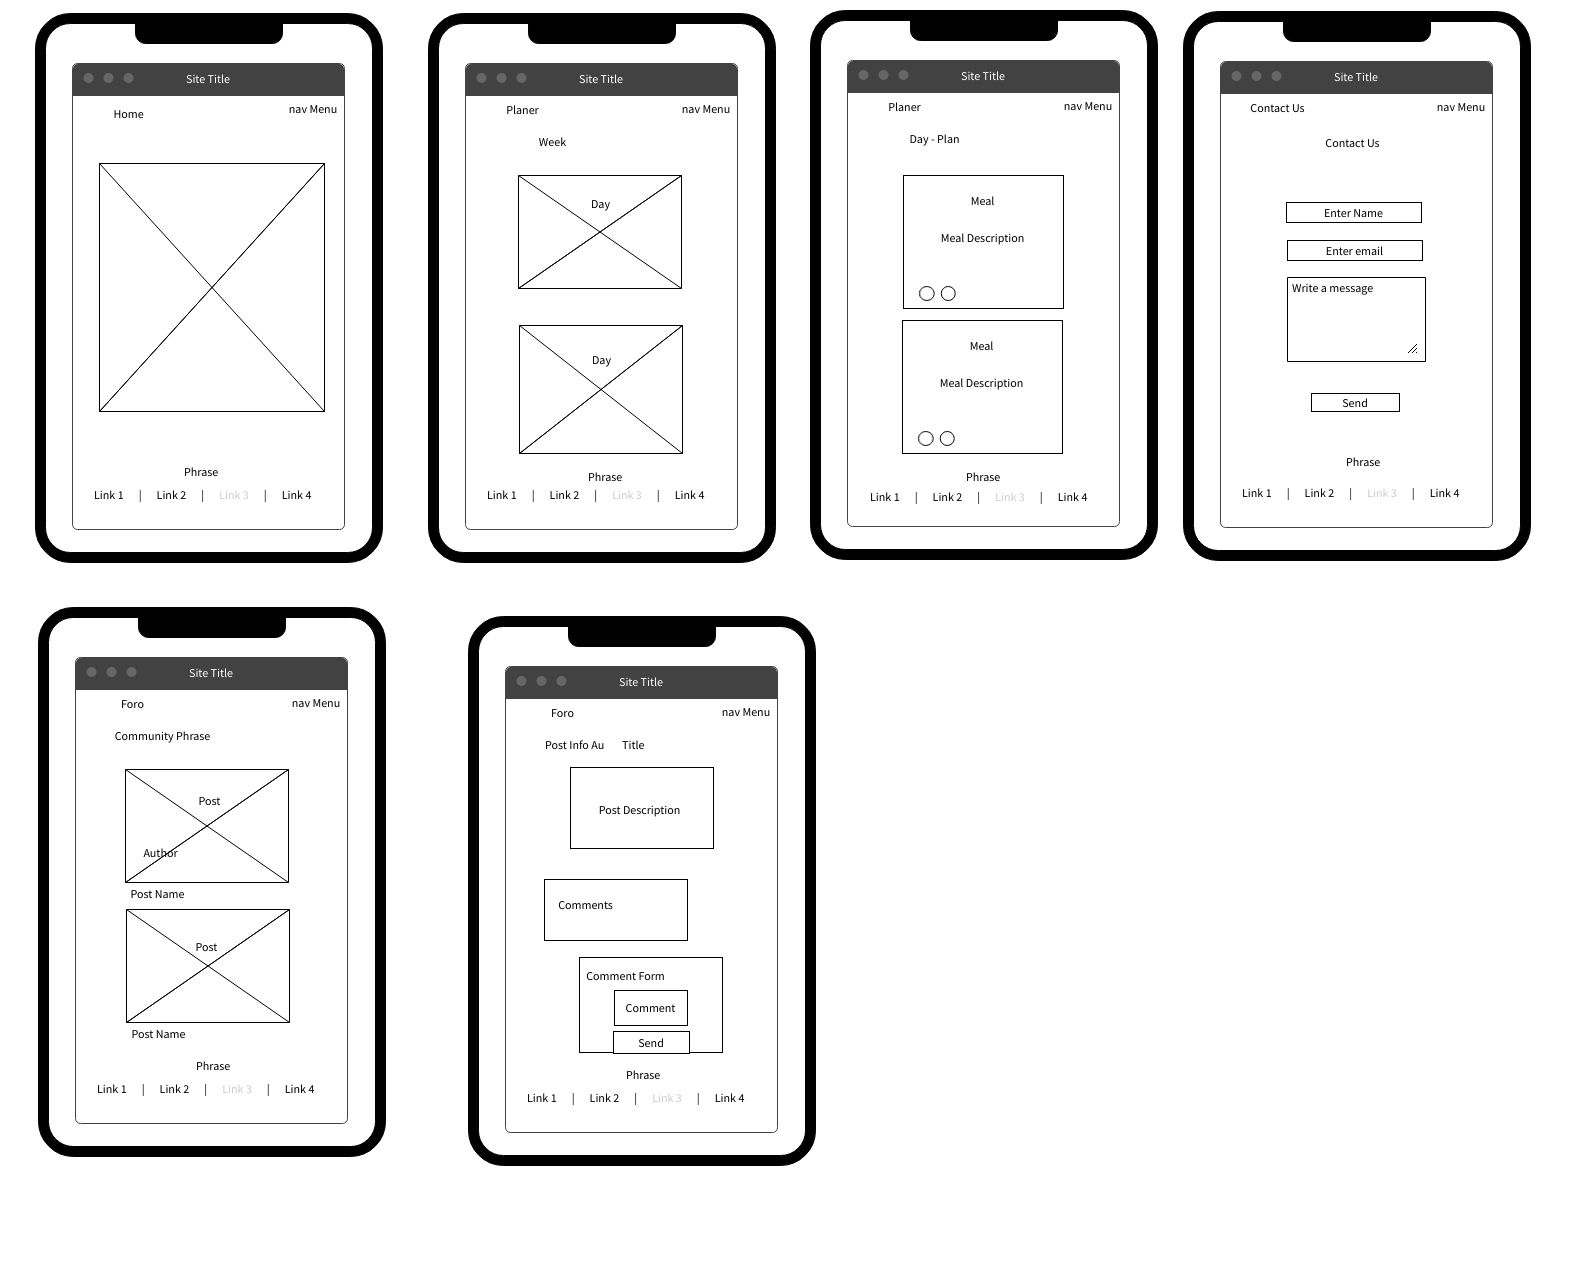 Site Title
Home nav Menu
Phrase
Link 1 | Link 2 | Link 3 | Link 4
Site Title
Planer nav Menu
Week
Day
Day
Phrase
Link 1 | Link 2 | Link 3 | Link 4
Site Title
Planer nav Menu
Day - Plan
Meal
Meal Description
Meal
Meal Description
Phrase
Link 1 | Link 2 | Link 3 | Link 4
Site Title
Contact Us nav Menu
Contact Us
Enter Name
Enter email
Write a message
Send
Phrase
Link 1 | Link 2 | Link 3 | Link 4
Site Title
Foro nav Menu
Community Phrase
Post
Author
Post Name
Post
Post Name
Phrase
Link 1 | Link 2 | Link 3 | Link 4
Site Title
Foro nav Menu
Post Info Au Title
Post Description
Comments
Comment Form
Comment
Send
Phrase
Link 1 | Link 2 | Link 3 | Link 4